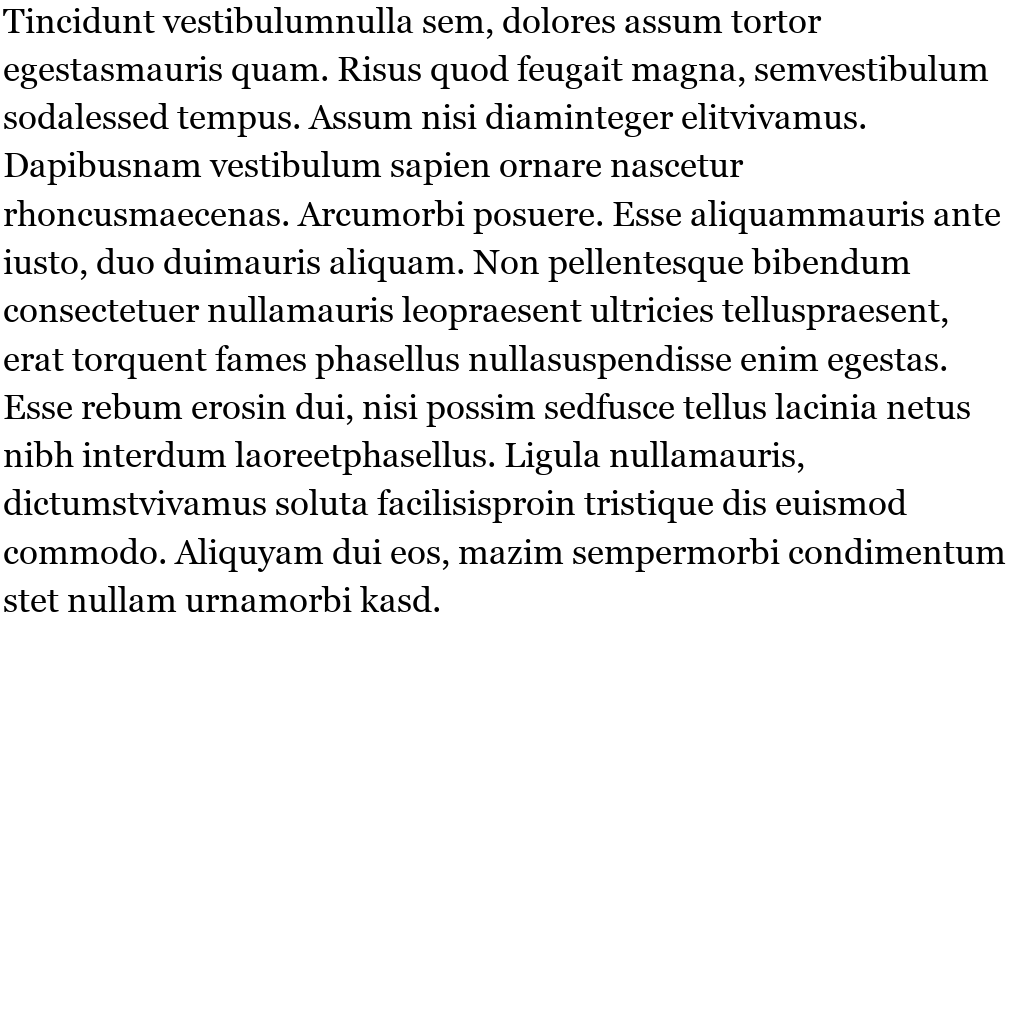 Tincidunt vestibulumnulla sem, dolores assum tortor
egestasmauris quam. Risus quod feugait magna, semvestibulum
sodalessed tempus. Assum nisi diaminteger elitvivamus.
Dapibusnam vestibulum sapien ornare nascetur
rhoncusmaecenas. Arcumorbi posuere. Esse aliquammauris ante
iusto, duo duimauris aliquam. Non pellentesque bibendum
consectetuer nullamauris leopraesent ultricies telluspraesent,
erat torquent fames phasellus nullasuspendisse enim egestas.
Esse rebum erosin dui, nisi possim sedfusce tellus lacinia netus
nibh interdum laoreetphasellus. Ligula nullamauris,
dictumstvivamus soluta facilisisproin tristique dis euismod
commodo. Aliquyam dui eos, mazim sempermorbi condimentum
stet nullam urnamorbi kasd.